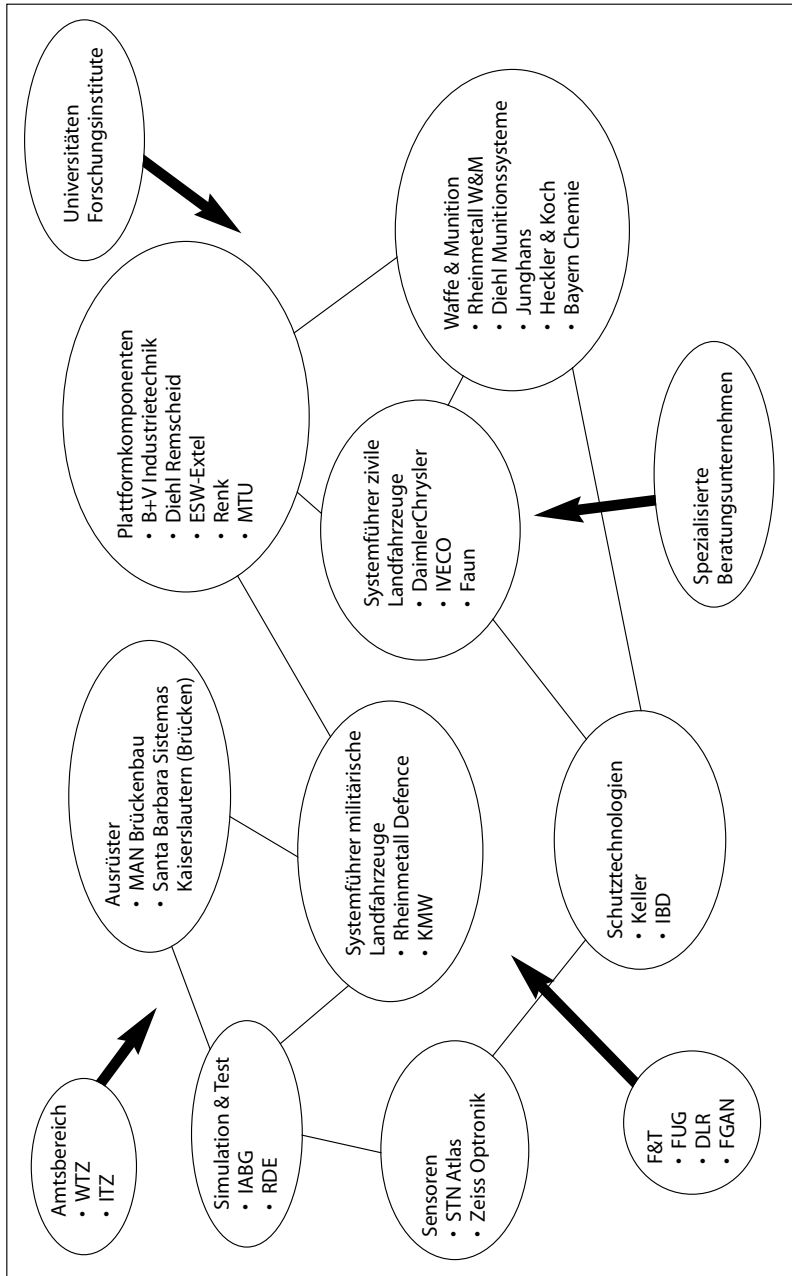 Amtsbereich
• WTZ
• ITZ
Ausrüster
• MAN Brückenbau
• Santa Barbara Sistemas
Kaiserslautern (Brücken)
Plattformkomponenten
• B+V Industrietechnik
• Diehl Remscheid
• ESW-Extel
• Renk
• MTU
Universitäten
Forschungsinstitute
Simulation & Test
• IABG
• RDE
Systemführer militärische
Landfahrzeuge
• Rheinmetall Defence
• KMW
Systemführer zivile
Landfahrzeuge
• DaimlerChrysler
• IVECO
• Faun
Waffe & Munition
• Rheinmetall W&M
• Diehl Munitionssysteme
• Junghans
• Heckler & Koch
• Bayern Chemie
Sensoren
• STN Atlas
• Zeiss Optronik
Schutztechnologien
• Keller
• IBD
F&T
• FUG
• DLR
• FGAN
Spezialisierte
Beratungsunternehmen